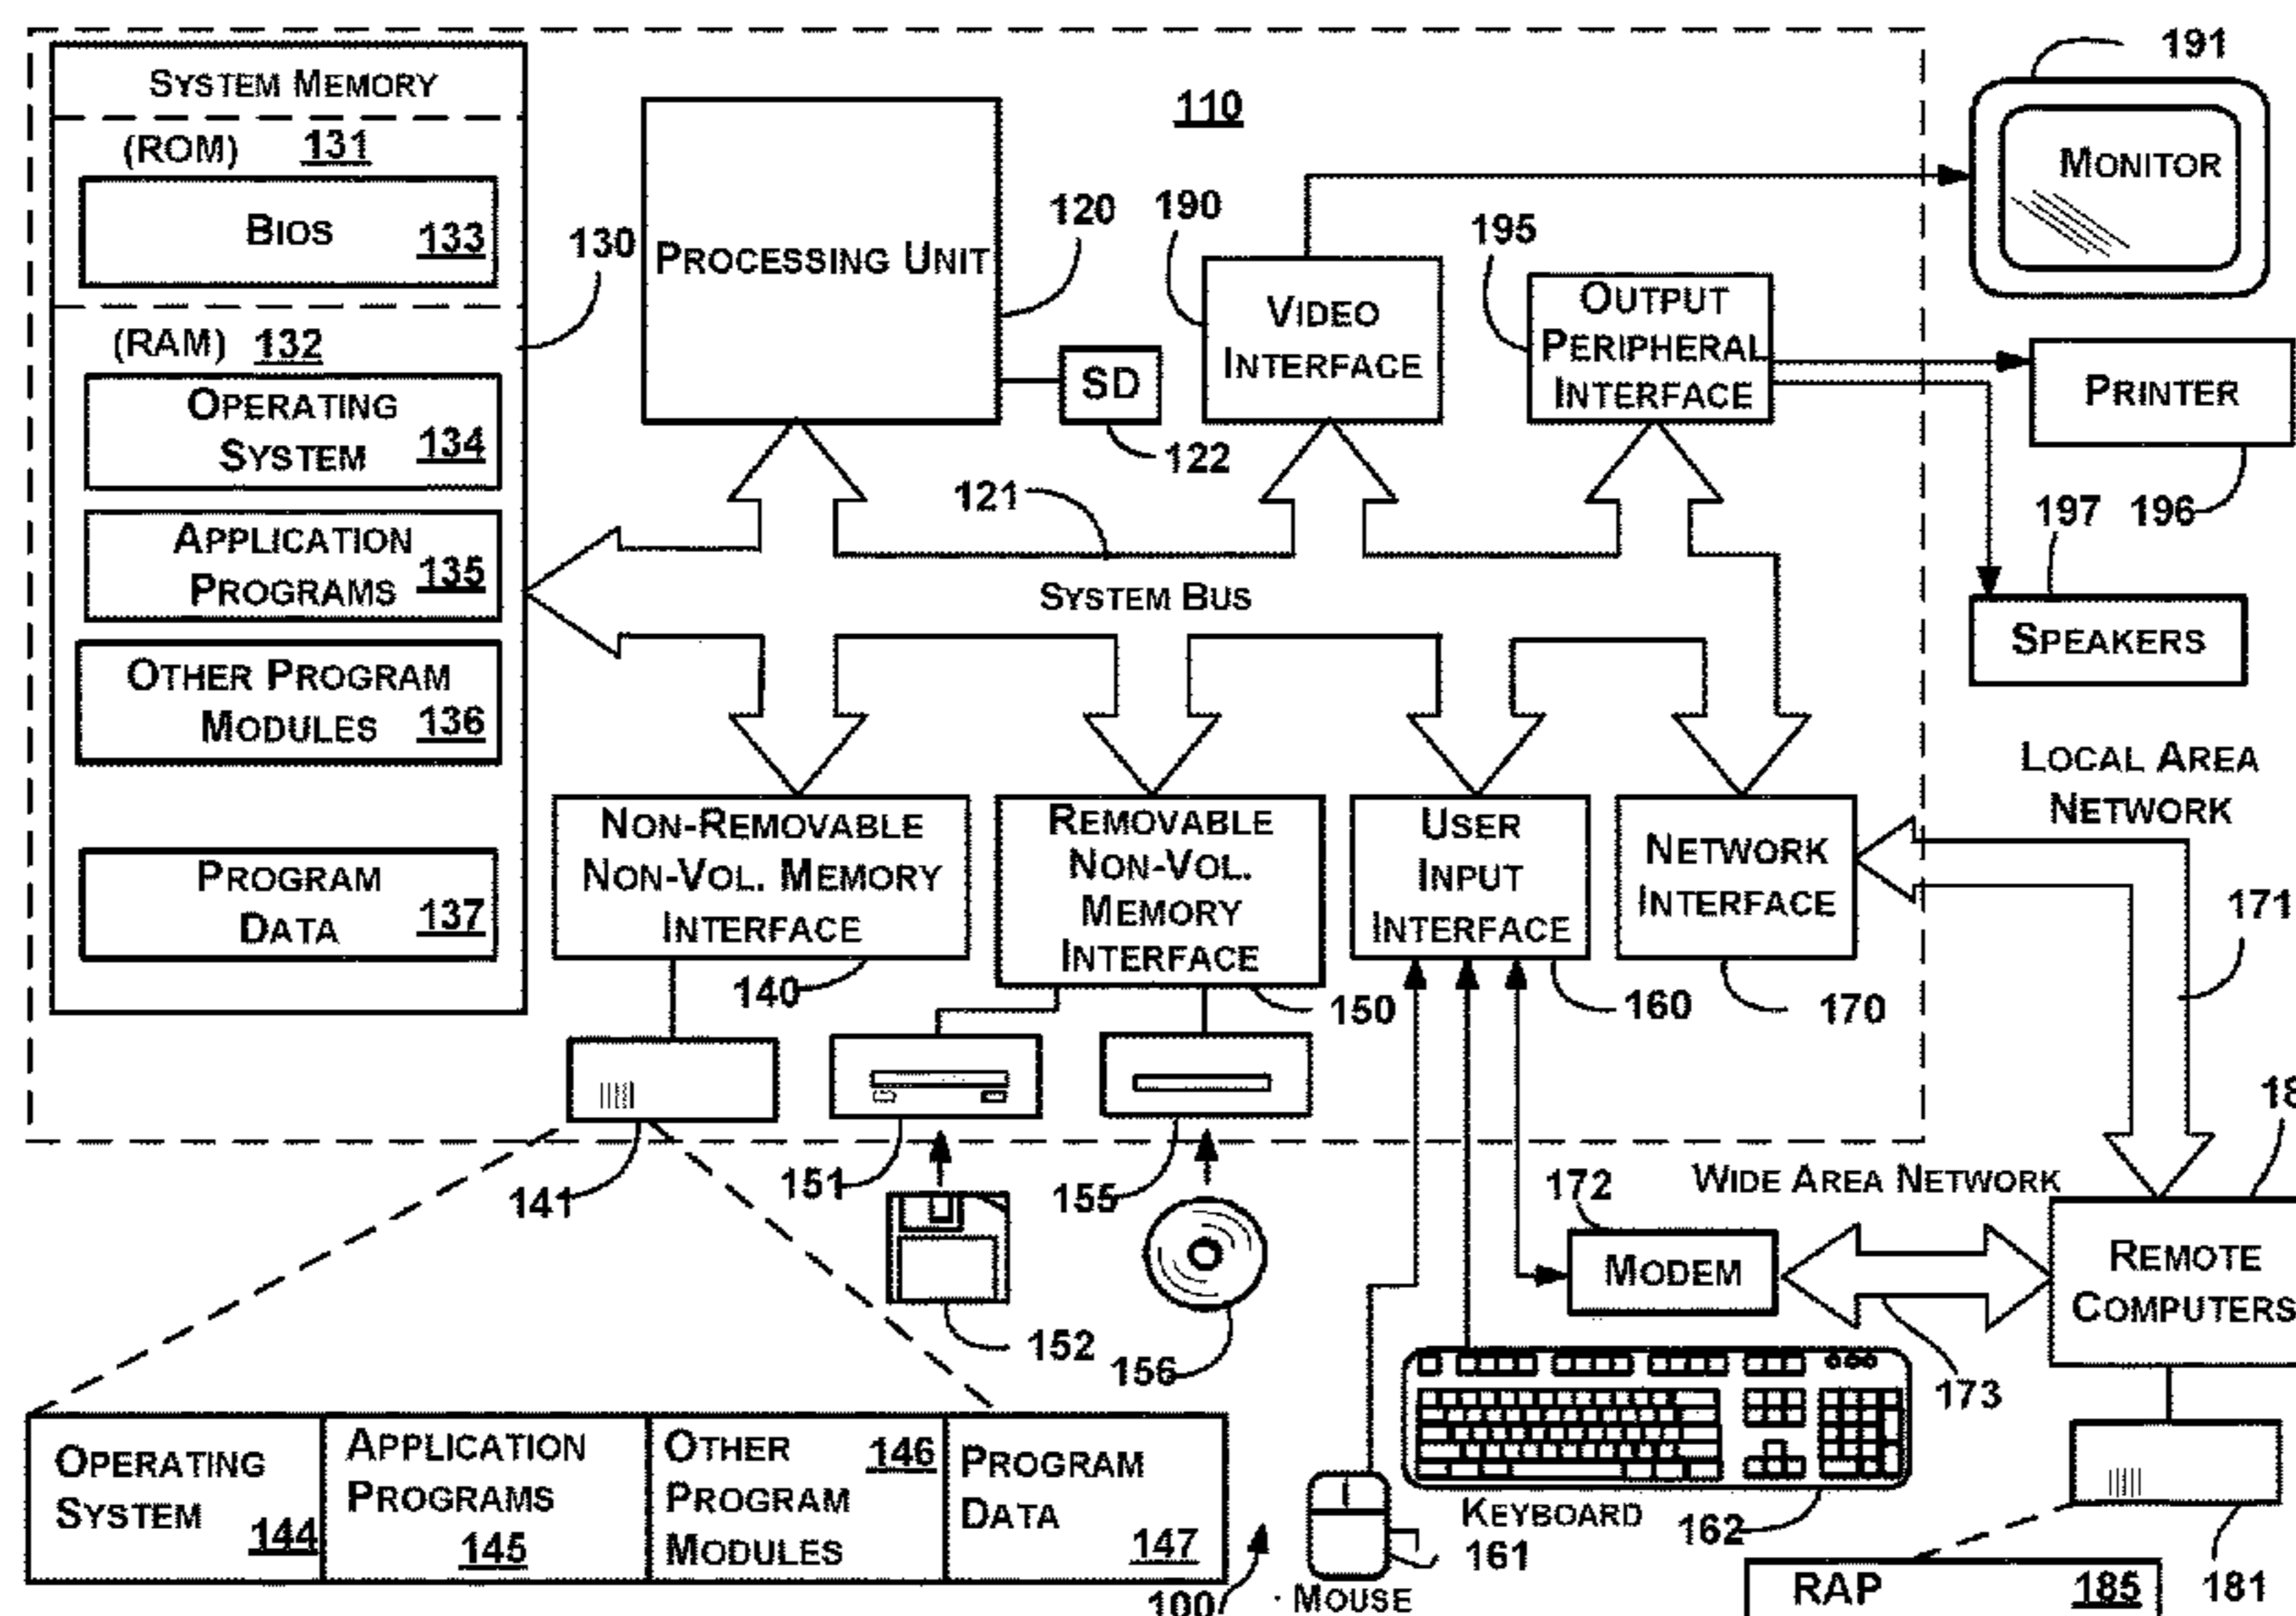 SYSTEM MEMORY
(ROM) 131
BIOS 133
130
(RAM) 132
OPERATING
SYSTEM 134
APPLICATION
PROGRAMS 135
OTHER PROGRAM
MODULES 136
PROGRAM
DATA 137
PROCESSING UNIT
120
SD
122
110
190
VIDEO
INTERFACE
195
OUTPUT
PERIPHERAL
INTERFACE
191
MONITOR
PRINTER
196
197
SPEAKERS
121
SYSTEM BUS
NON-REMOVABLE
NON-VOL. MEMORY
INTERFACE
140
REMOVABLE
NON-VOL.
MEMORY
INTERFACE
150
USER
INPUT
INTERFACE
160
NETWORK
INTERFACE
170
LOCAL AREA
NETWORK
171
141
151
152
155
156
WIDE AREA NETWORK
172
MODEM
173
REMOTE
COMPUTERS
OPERATING
SYSTEM 144
APPLICATION
PROGRAMS
145
OTHER 146
PROGRAM
MODULES
PROGRAM
DATA
147
100
MOUSE
KEYBOARD
161
162
181
RAP 185